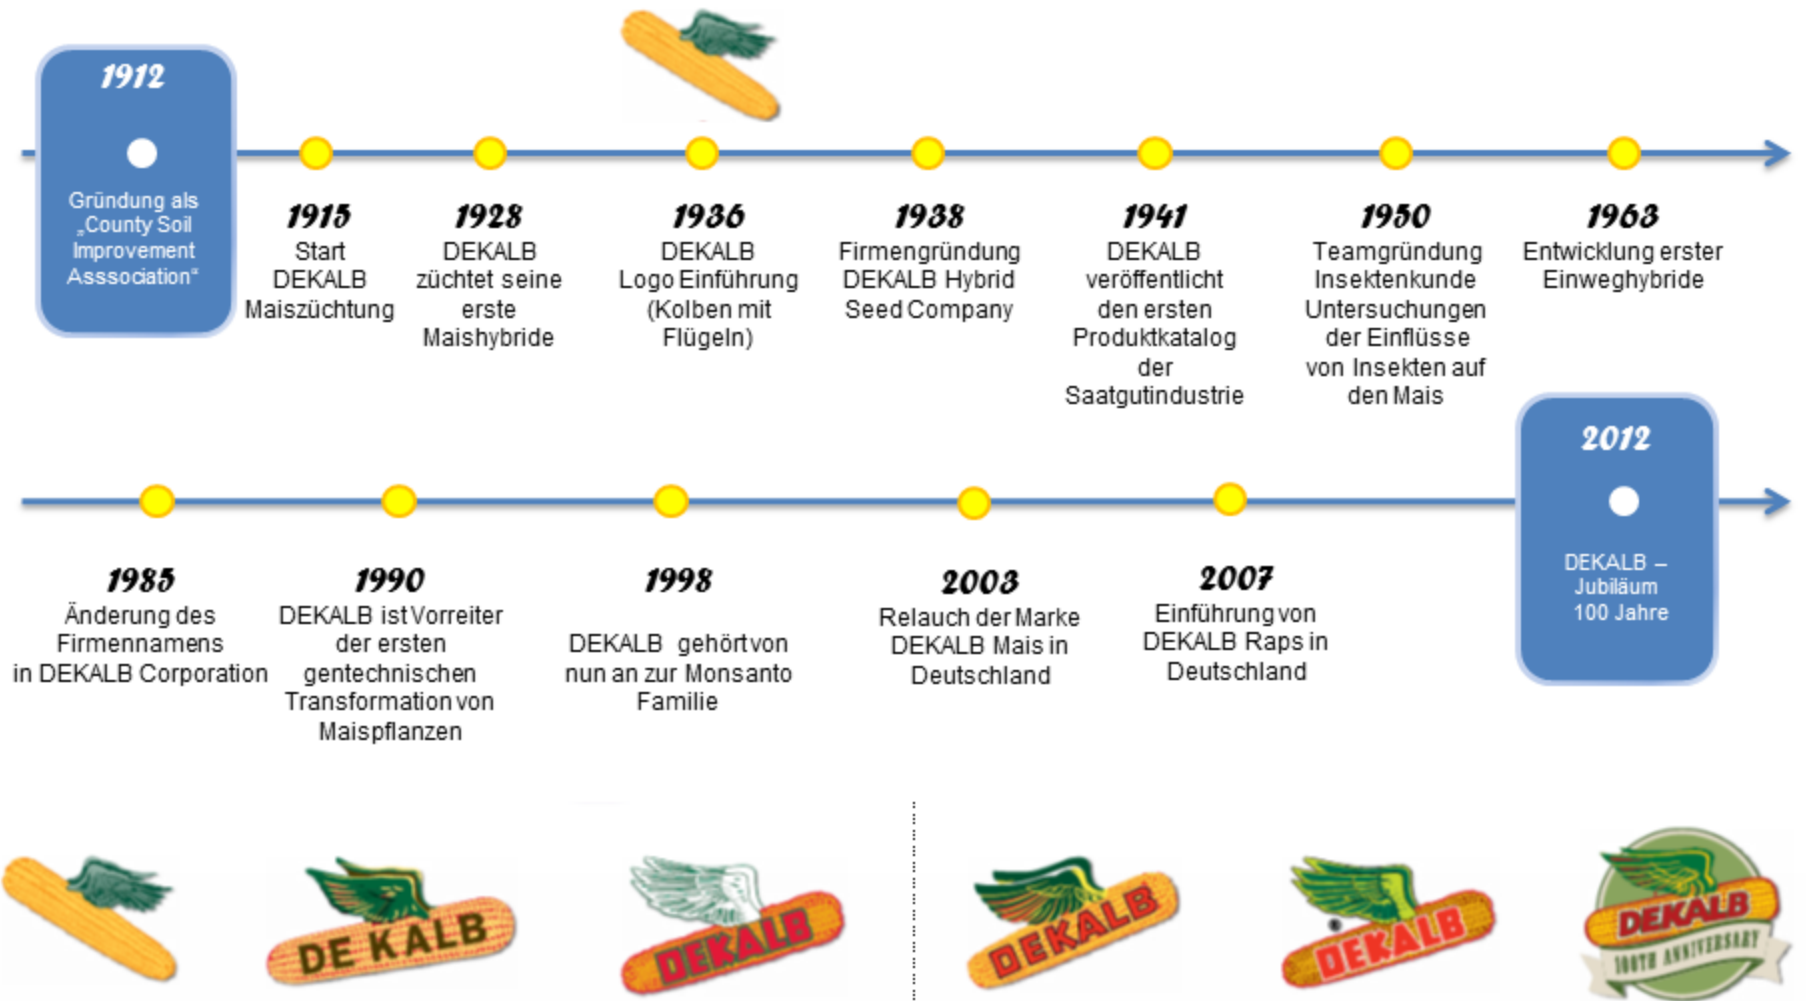 1912
Gründung als
„County Soil
Improvement
Asssociation“
1915
Start
DEKALB
Maiszüchtung
1928
DEKALB
züchtet seine
erste
Maishybride
1936
DEKALB
Logo Einführung
(Kolben mit
Flügeln)
1938
Firmengründung
DEKALB Hybrid
Seed Company
1941
DEKALB
veröffentlicht
den ersten
Produktkatalog
der
Saatgutindustrie
1950
Teamgründung
Insektenkunde
Untersuchungen
der Einflüsse
von Insekten auf
den Mais
1963
Entwicklung erster
Einweghybride
1985
Änderung des
Firmennamens
in DEKALB Corporation
1990
DEKALB ist Vorreiter
der ersten
gentechnischen
Transformation von
Maispflanzen
1998
DEKALB gehört von
nun an zur Monsanto
Familie
2003
Relauch der Marke
DEKALB Mais in
Deutschland
2007
Einführung von
DEKALB Raps in
Deutschland
2012
DEKALB –
Jubiläum
100 Jahre
DE KALB
DEKALB
DEKALB
DEKALB
DEKALB
100TH ANNIVERSARY